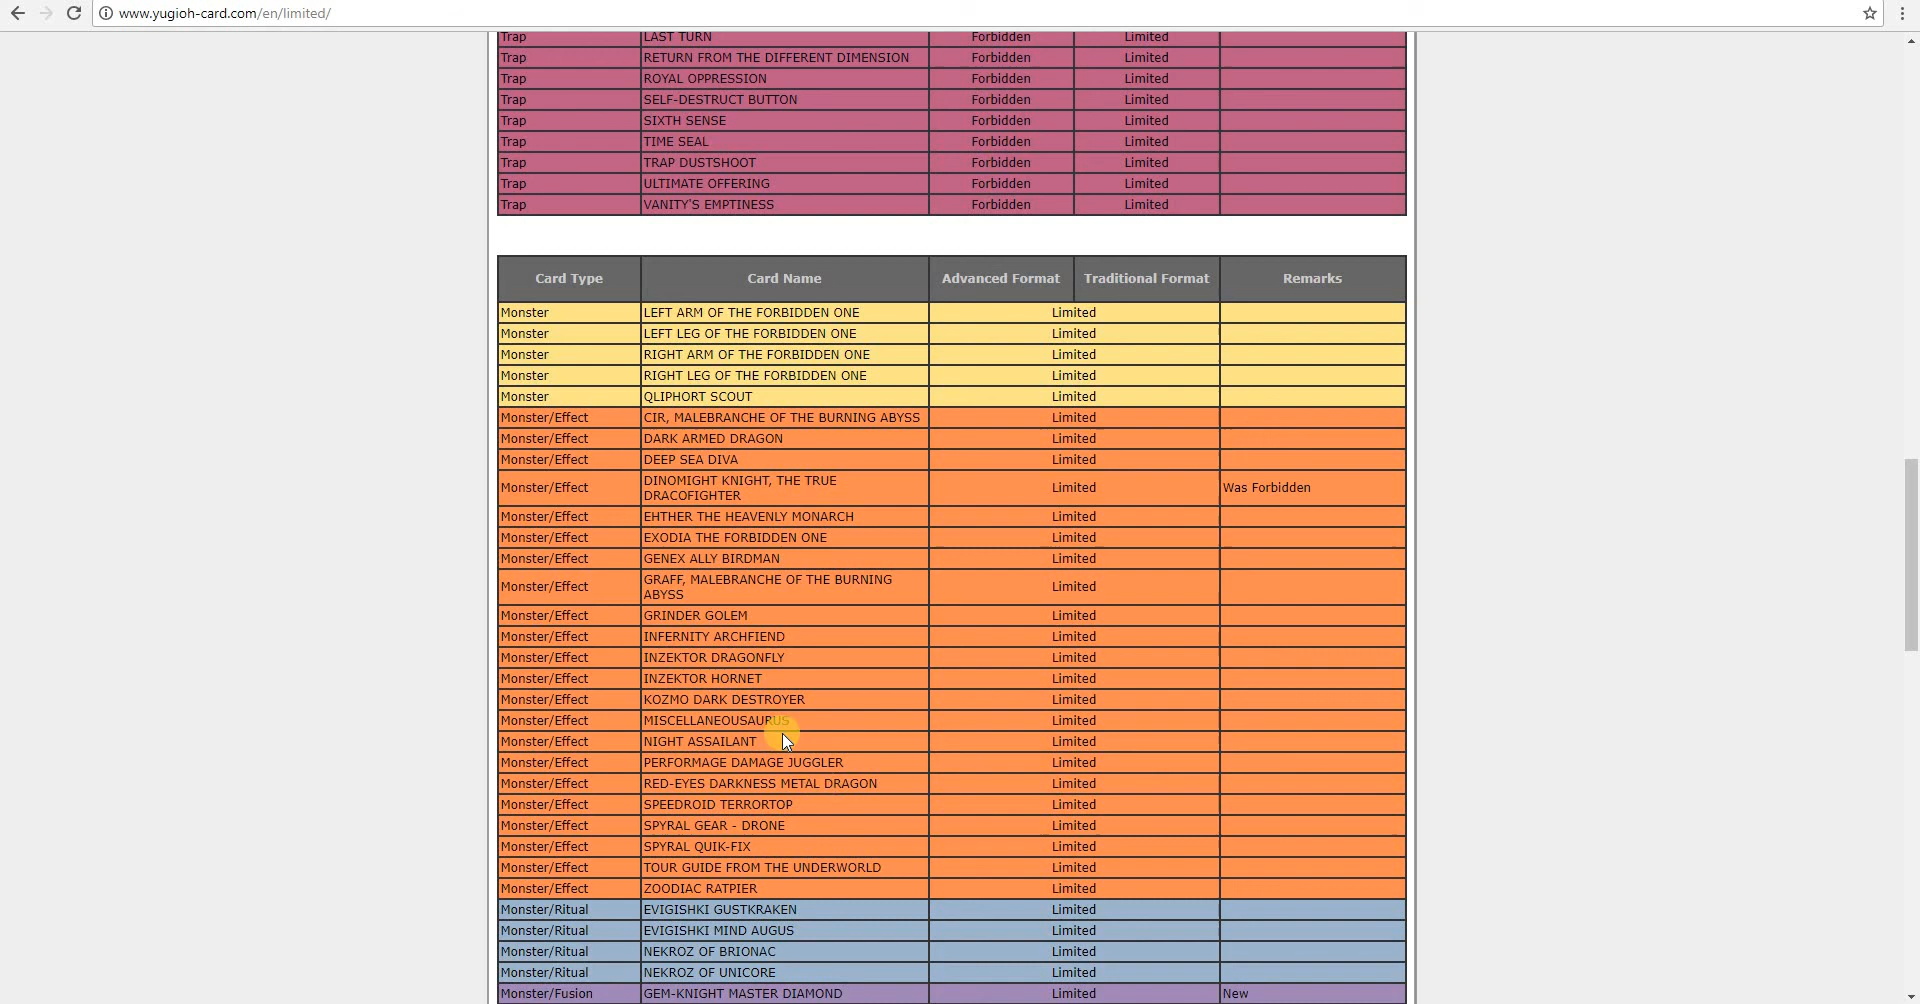 www.yugioh-card.com/en/limited/
Trap LAST TURN Forbidden Limited
Trap RETURN FROM THE DIFFERENT DIMENSION Forbidden Limited
Trap ROYAL OPPRESSION Forbidden Limited
Trap SELF-DESTRUCT BUTTON Forbidden Limited
Trap SIXTH SENSE Forbidden Limited
Trap TIME SEAL Forbidden Limited
Trap TRAP DUSTSHOOT Forbidden Limited
Trap ULTIMATE OFFERING Forbidden Limited
Trap VANITY'S EMPTINESS Forbidden Limited
Card Type Card Name Advanced Format Traditional Format Remarks
Monster LEFT ARM OF THE FORBIDDEN ONE Limited
Monster LEFT LEG OF THE FORBIDDEN ONE Limited
Monster RIGHT ARM OF THE FORBIDDEN ONE Limited
Monster RIGHT LEG OF THE FORBIDDEN ONE Limited
Monster QLIPHORT SCOUT Limited
Monster/Effect CIR, MALEBRANCHE OF THE BURNING ABYSS Limited
Monster/Effect DARK ARMED DRAGON Limited
Monster/Effect DEEP SEA DIVA Limited
Monster/Effect DINOMIGHT KNIGHT, THE TRUE
DRACOFIGHTER Limited Was Forbidden
Monster/Effect EHTHER THE HEAVENLY MONARCH Limited
Monster/Effect EXODIA THE FORBIDDEN ONE Limited
Monster/Effect GENEX ALLY BIRDMAN Limited
Monster/Effect GRAFF, MALEBRANCHE OF THE BURNING
ABYSS Limited
Monster/Effect GRINDER GOLEM Limited
Monster/Effect INFERNITY ARCHFIEND Limited
Monster/Effect INZEKTOR DRAGONFLY Limited
Monster/Effect INZEKTOR HORNET Limited
Monster/Effect KOZMO DARK DESTROYER Limited
Monster/Effect MISCELLANEOUSAURUS Limited
Monster/Effect NIGHT ASSAILANT Limited
Monster/Effect PERFORMAGE DAMAGE JUGGLER Limited
Monster/Effect RED-EYES DARKNESS METAL DRAGON Limited
Monster/Effect SPEEDROID TERRORTOP Limited
Monster/Effect SPYRAL GEAR - DRONE Limited
Monster/Effect SPYRAL QUIK-FIX Limited
Monster/Effect TOUR GUIDE FROM THE UNDERWORLD Limited
Monster/Effect ZOODIAC RATPIER Limited
Monster/Ritual EVIGISHKI GUSTKRAKEN Limited
Monster/Ritual EVIGISHKI MIND AUGUS Limited
Monster/Ritual NEKROZ OF BRIONAC Limited
Monster/Ritual NEKROZ OF UNICORE Limited
Monster/Fusion GEM-KNIGHT MASTER DIAMOND Limited New